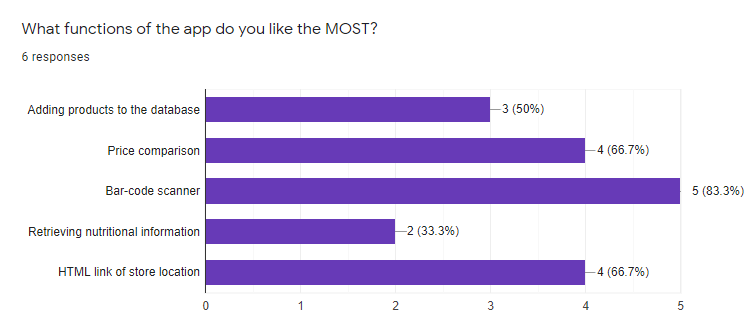 What functions of the app do you like the MOST?
6 responses
Adding products to the database
3 (50%)
Price comparison
4 (66.7%)
Bar-code scanner
5 (83.3%)
Retrieving nutritional information
2 (33.3%)
HTML link of store location
4 (66.7%)
0 1 2 3 4 5